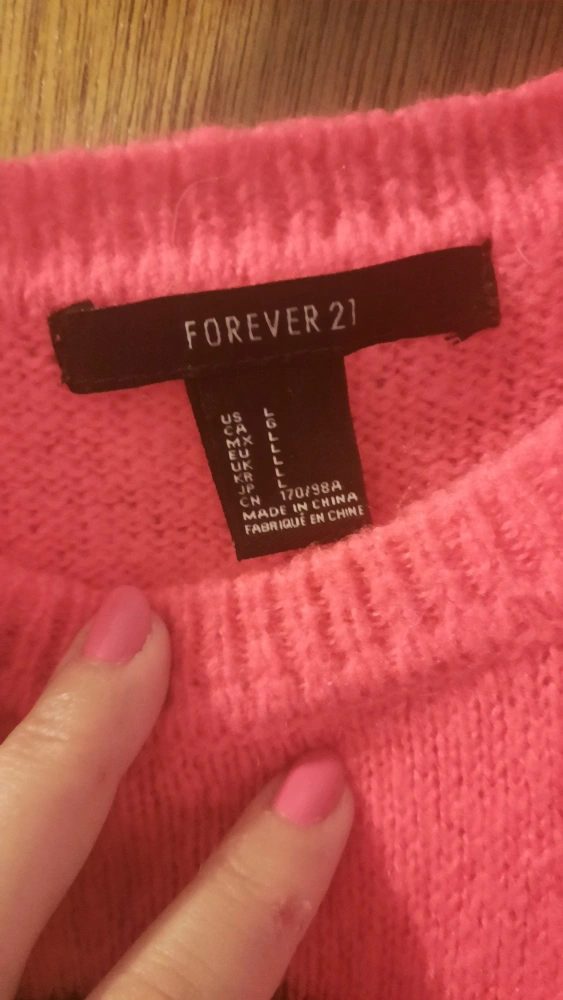 FOREVER 21
US L
CA G
MX L
EU L
UK L
KR L
JP L
CN 170/98A
MADE IN CHINA
FABRIQUÉ EN CHINE